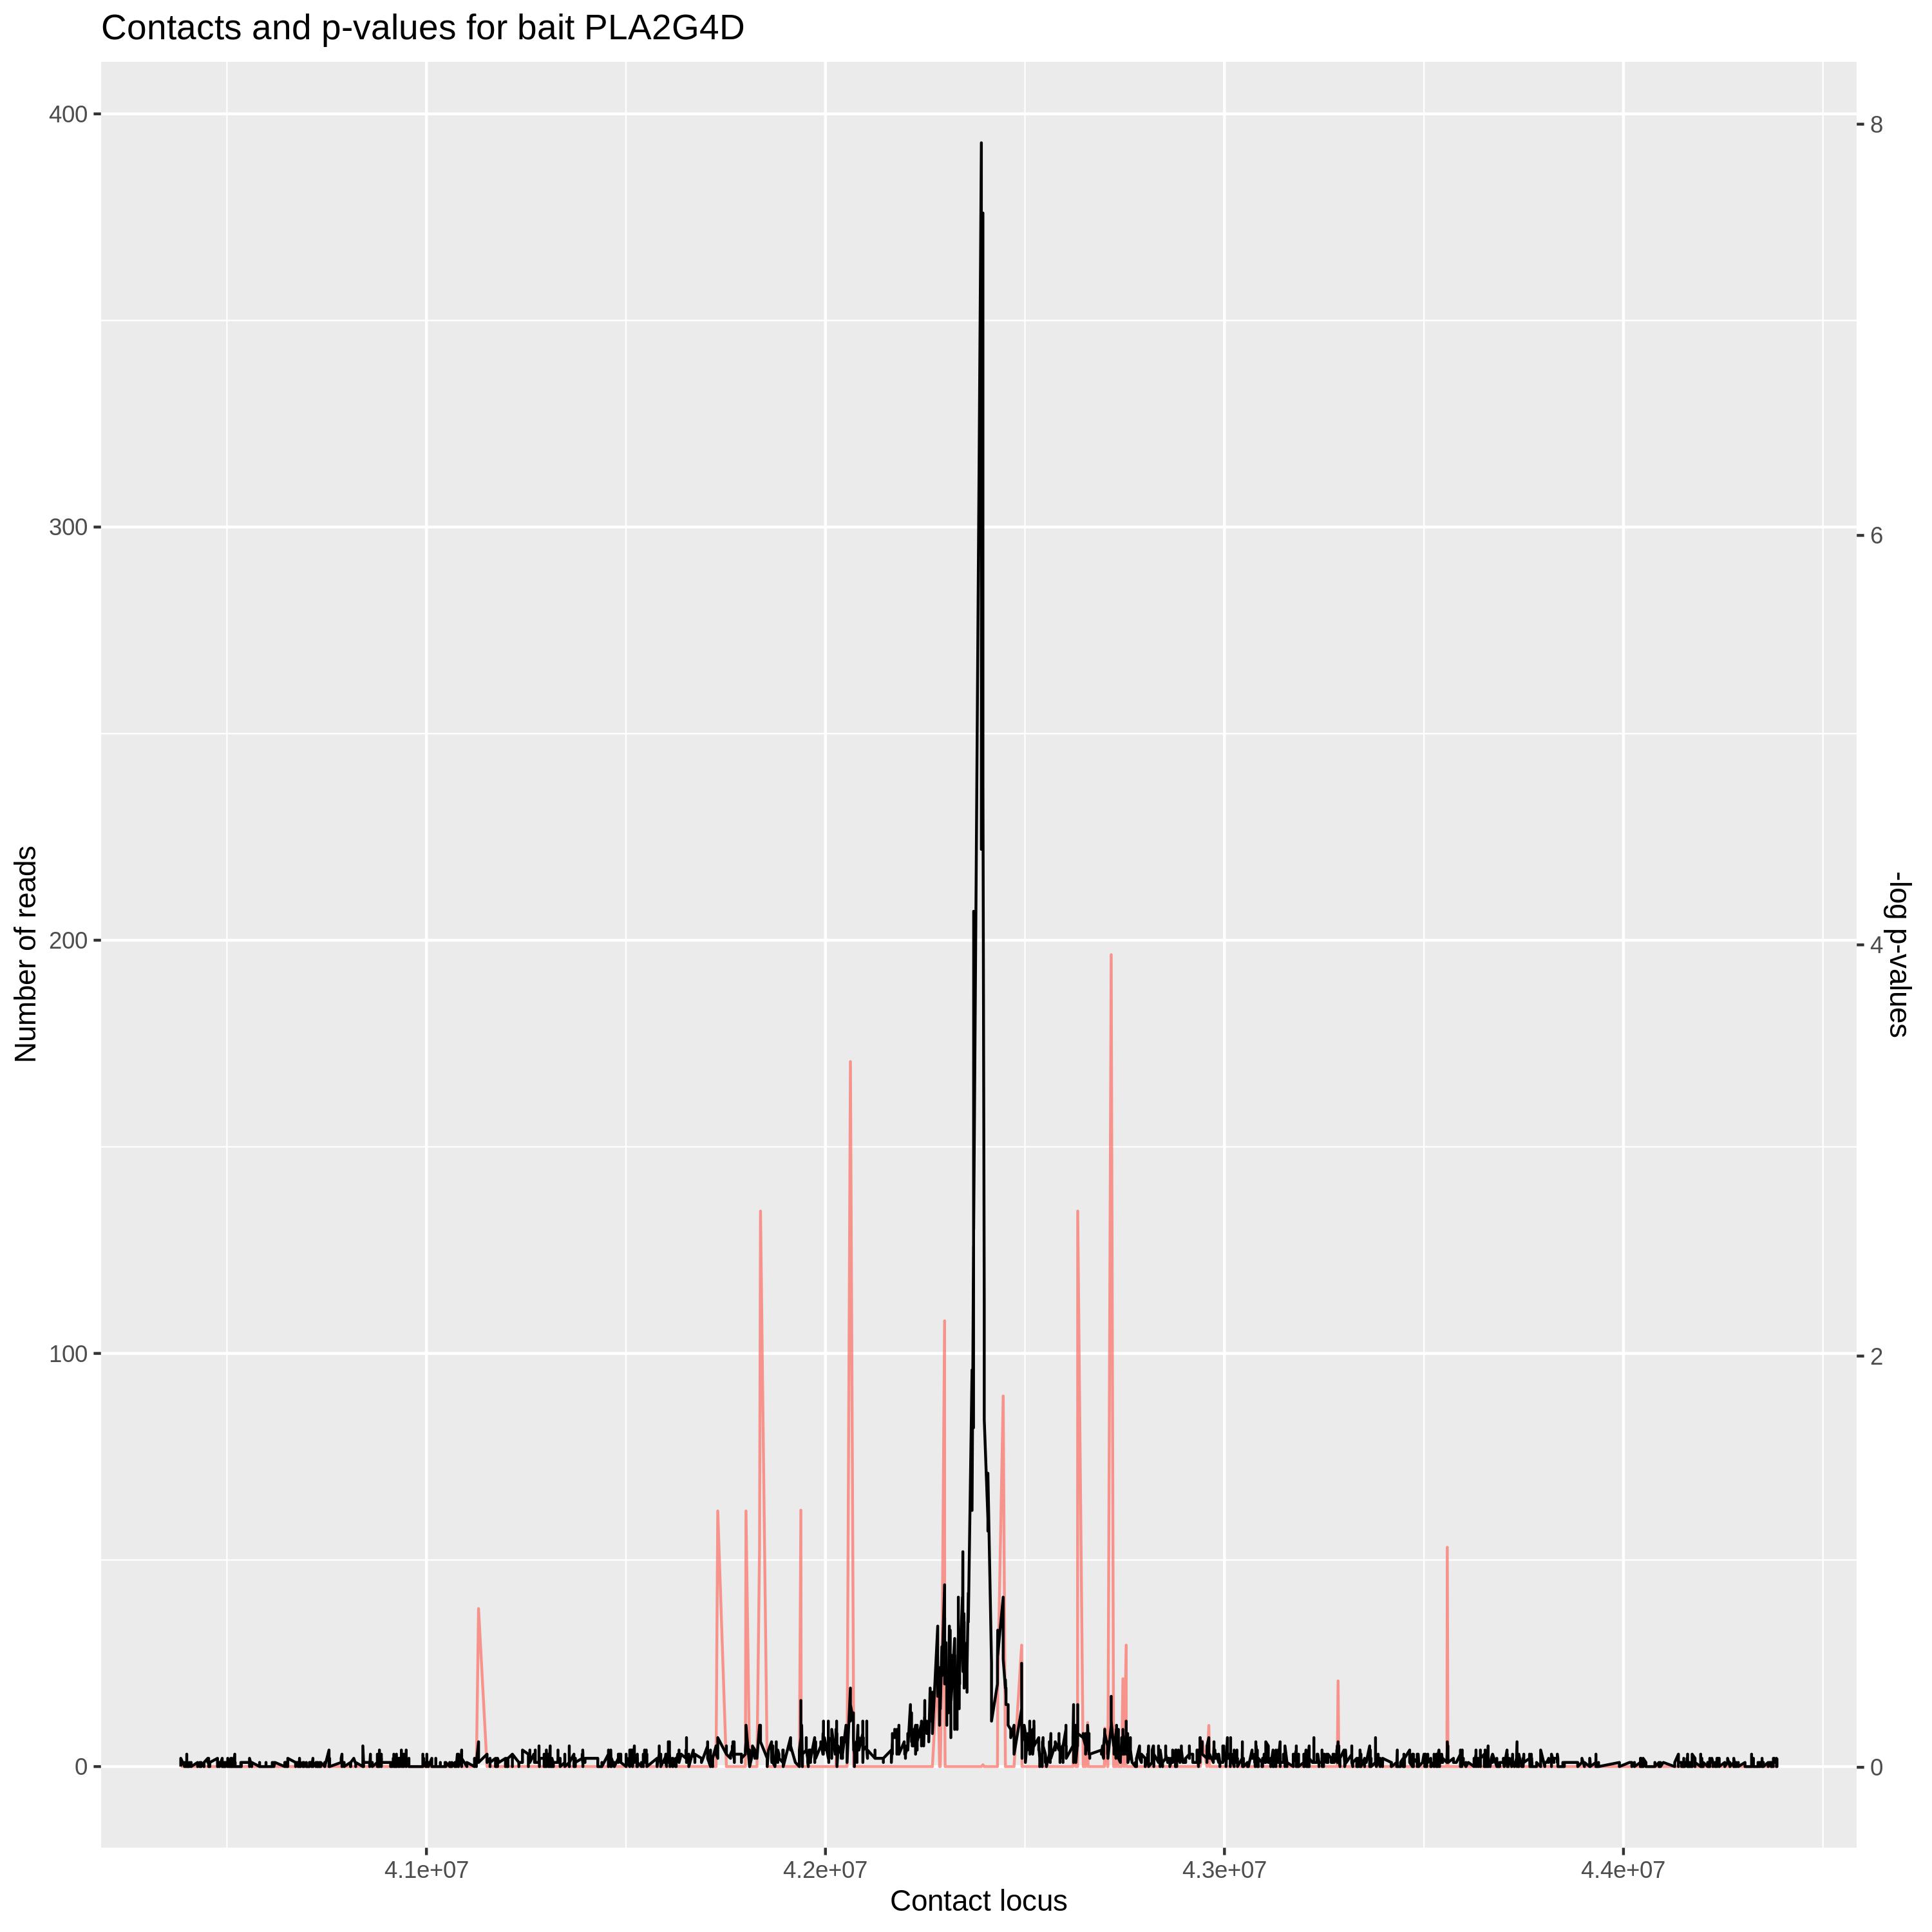 Contacts and p-values for bait PLA2G4D
400
300
200
100
0
Number of reads
8
6
4
2
0
-log p-values
4.1e+07
4.2e+07
4.3e+07
4.4e+07
Contact locus